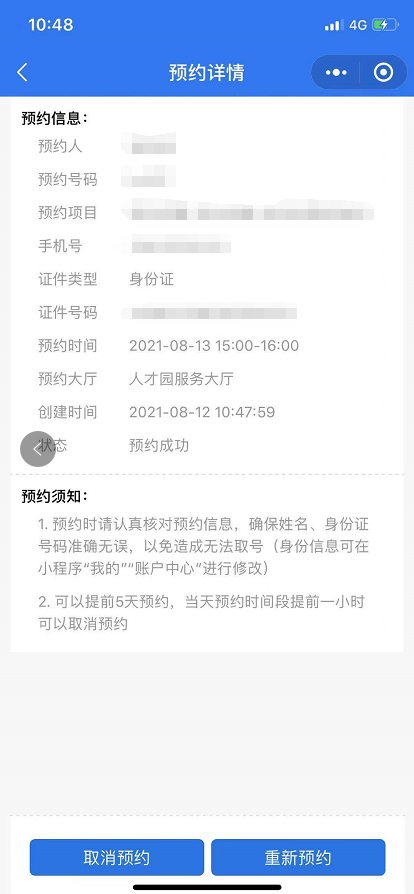 10:48
4G
预约详情
预约信息：
预约人
预约号码
预约项目
手机号
证件类型 身份证
证件号码
预约时间 2021-08-13 15:00-16:00
预约大厅 人才园服务大厅
创建时间 2021-08-12 10:47:59
状态 预约成功
预约须知：
1. 预约时请认真核对预约信息，确保姓名、身份证
号码准确无误，以免造成无法取号（身份信息可在
小程序“我的”“账户中心”进行修改）
2. 可以提前5天预约，当天预约时间段提前一小时
可以取消预约
取消预约 重新预约